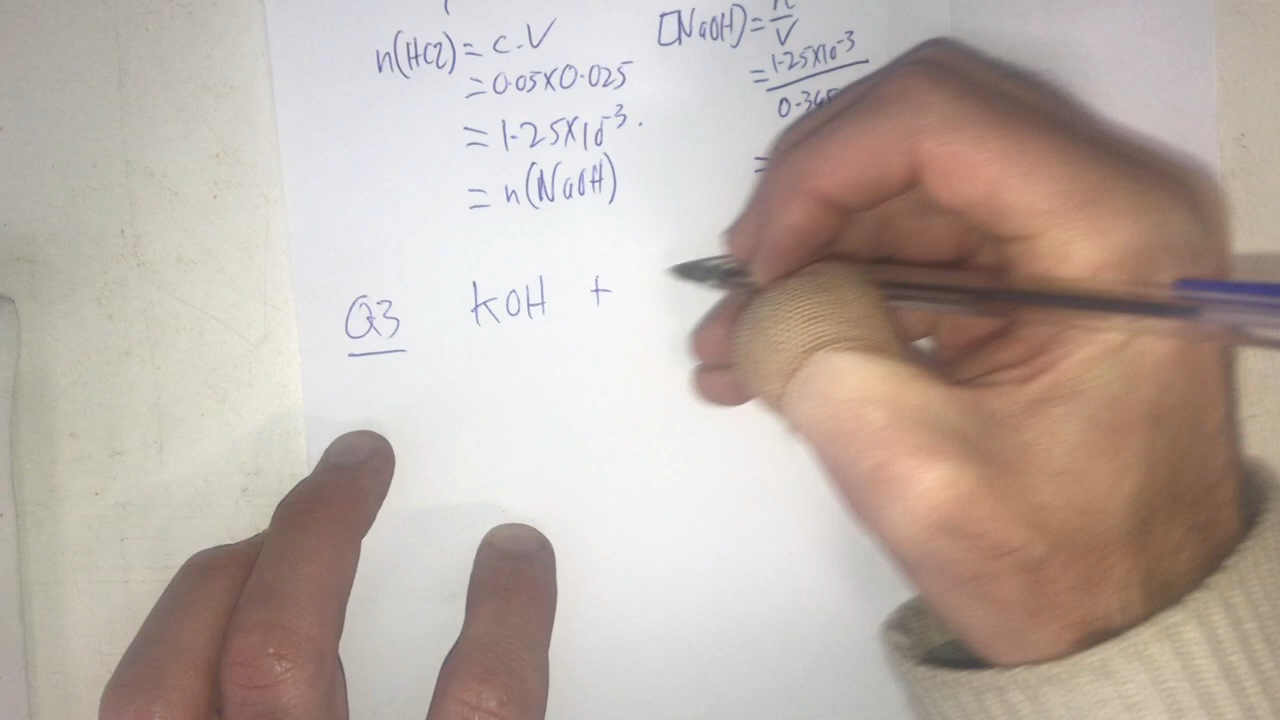 n(HCl) = c.V
= 0.05X0.025
= 1.25X10-3.
= n(NaOH)
[NaOH] = n/V
= 1.25X10-3
=
Q3 KOH +